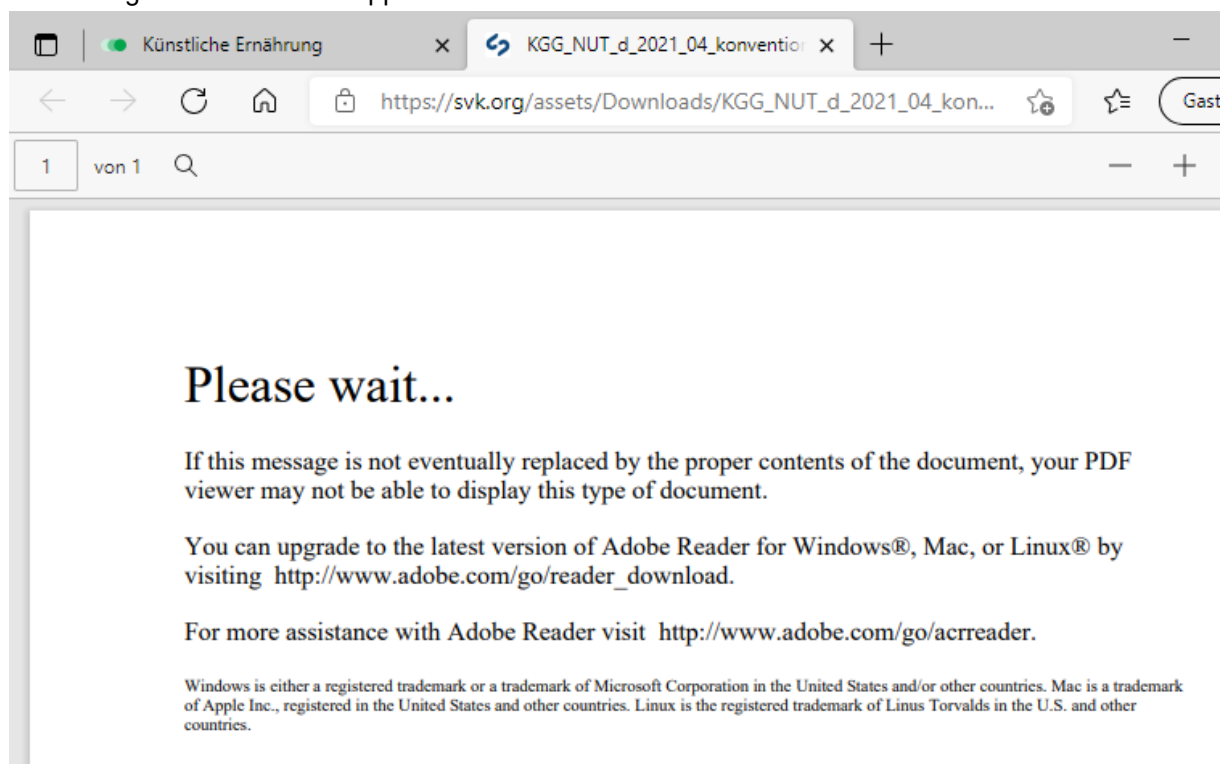 Künstliche Ernährung
KGG_NUT_d_2021_04_konvention
https://svk.org/assets/Downloads/KGG_NUT_d_2021_04_kon...
Gast
1 von 1
Please wait...
If this message is not eventually replaced by the proper contents of the document, your PDF
viewer may not be able to display this type of document.
You can upgrade to the latest version of Adobe Reader for Windows®, Mac, or Linux® by
visiting http://www.adobe.com/go/reader_download.
For more assistance with Adobe Reader visit http://www.adobe.com/go/acrreader.
Windows is either a registered trademark or a trademark of Microsoft Corporation in the United States and/or other countries. Mac is a trademark
of Apple Inc., registered in the United States and other countries. Linux is the registered trademark of Linus Torvalds in the U.S. and other
countries.